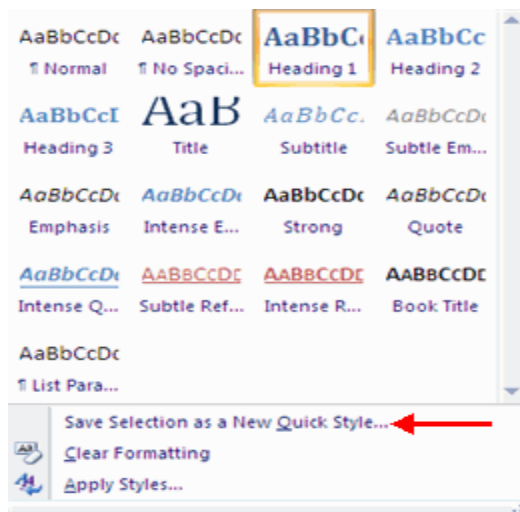 AaBbCcDc AaBbCcDc AaBbC AaBbCc
¶ Normal ¶ No Spaci... Heading 1 Heading 2
AaBbCcI AaB AaBbCc. AaBbCcDc
Heading 3 Title Subtitle Subtle Em...
AaBbCcDc AaBbCcDc AaBbCcDc AaBbCcDc
Emphasis Intense E... Strong Quote
AaBbCcDc AABBCCDC AABBCCDC AABBCCDC
Intense Q... Subtle Ref... Intense R... Book Title
AaBbCcDc
¶ List Para...
Save Selection as a New Quick Style...
Clear Formatting
Apply Styles...